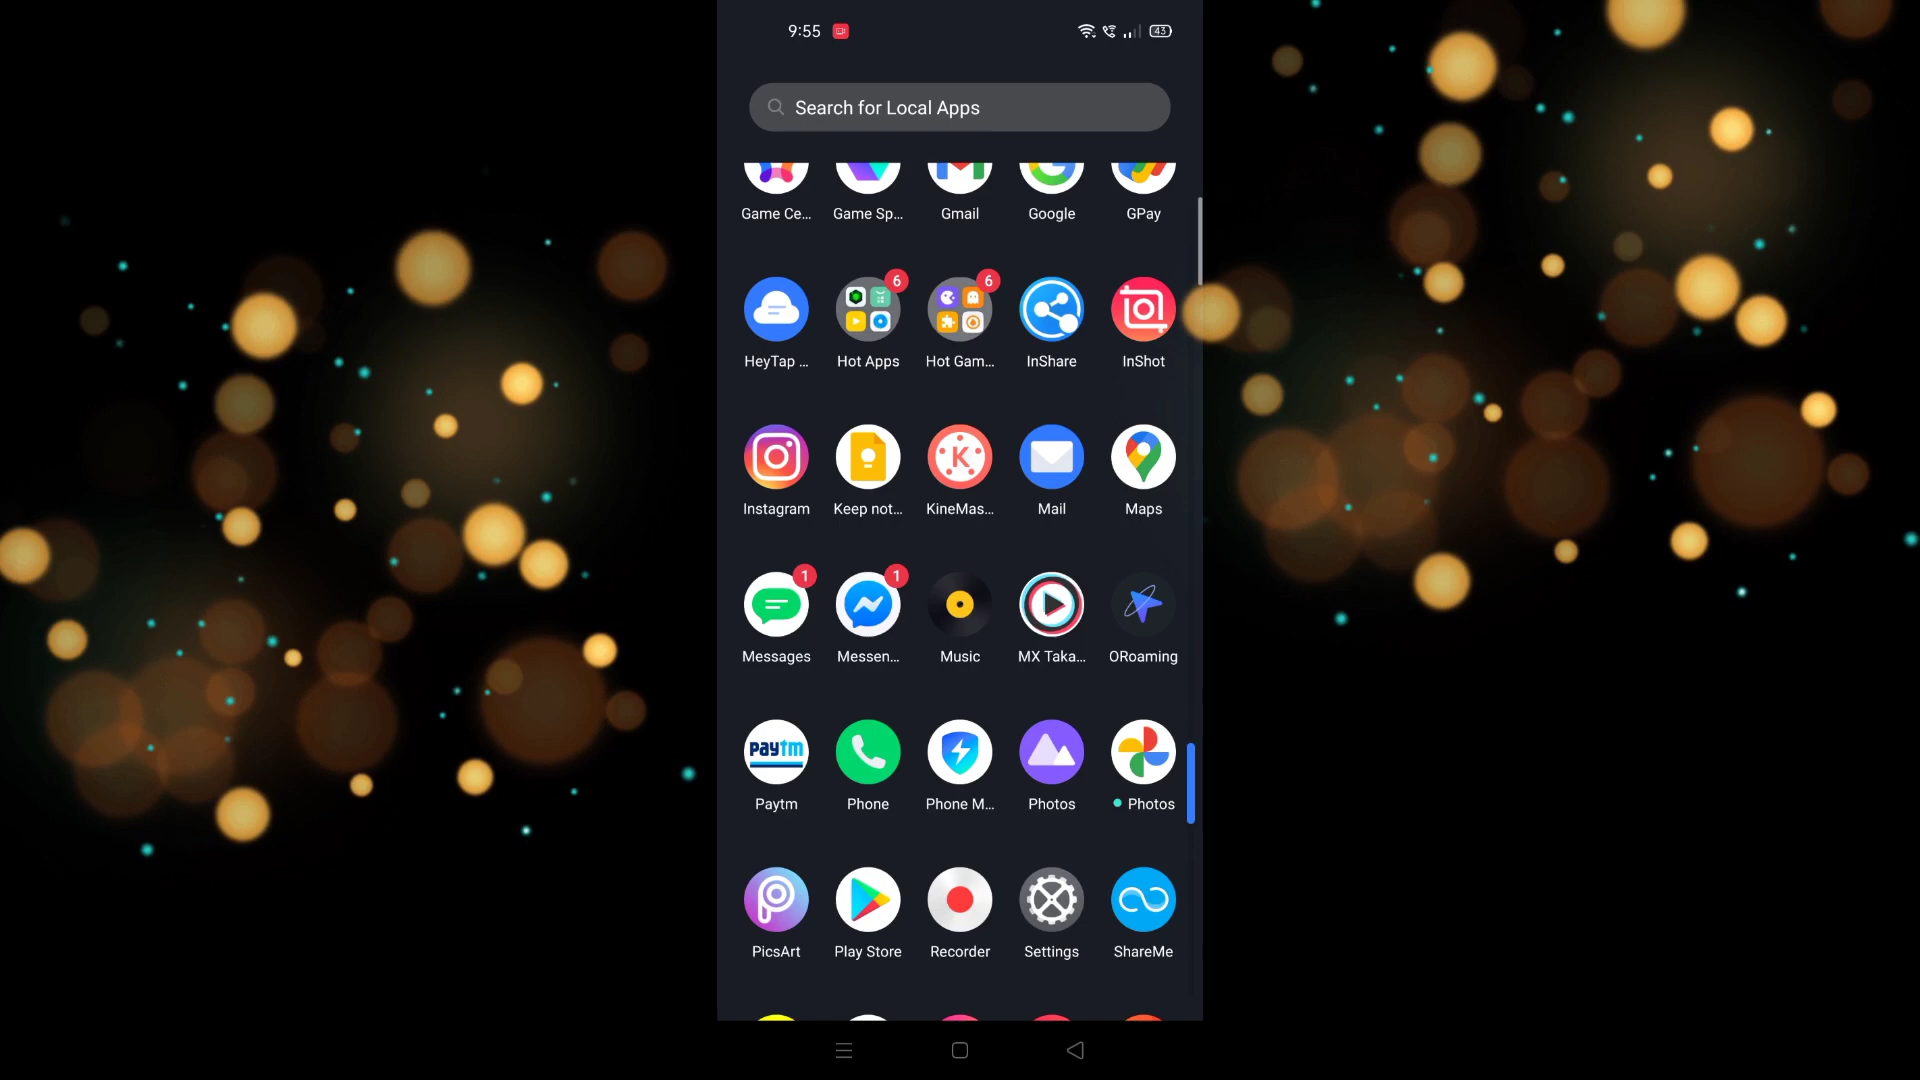 9:55
43
Search for Local Apps
Game Ce... Game Sp... Gmail Google GPay
6 6
HeyTap ... Hot Apps Hot Gam... InShare InShot
K
Instagram Keep not... KineMas... Mail Maps
1 1
Messages Messen... Music MX Taka... ORoaming
paytm
Paytm Phone Phone M... Photos Photos
PicsArt Play Store Recorder Settings ShareMe